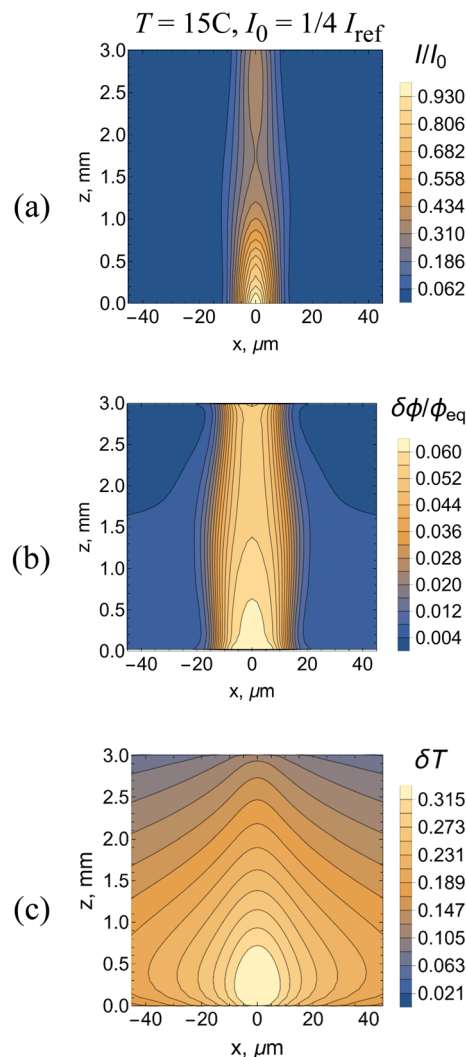 T = 15C, I0 = 1/4 Iref
(a)
I/I0
z, mm
3.0
2.5
2.0
1.5
1.0
0.5
0.0
−40 −20 0 20 40
x, μm
0.930
0.806
0.682
0.558
0.434
0.310
0.186
0.062
(b)
δϕ/ϕeq
z, mm
3.0
2.5
2.0
1.5
1.0
0.5
0.0
−40 −20 0 20 40
x, μm
0.060
0.052
0.044
0.036
0.028
0.020
0.012
0.004
(c)
δT
z, mm
3.0
2.5
2.0
1.5
1.0
0.5
0.0
−40 −20 0 20 40
x, μm
0.315
0.273
0.231
0.189
0.147
0.105
0.063
0.021